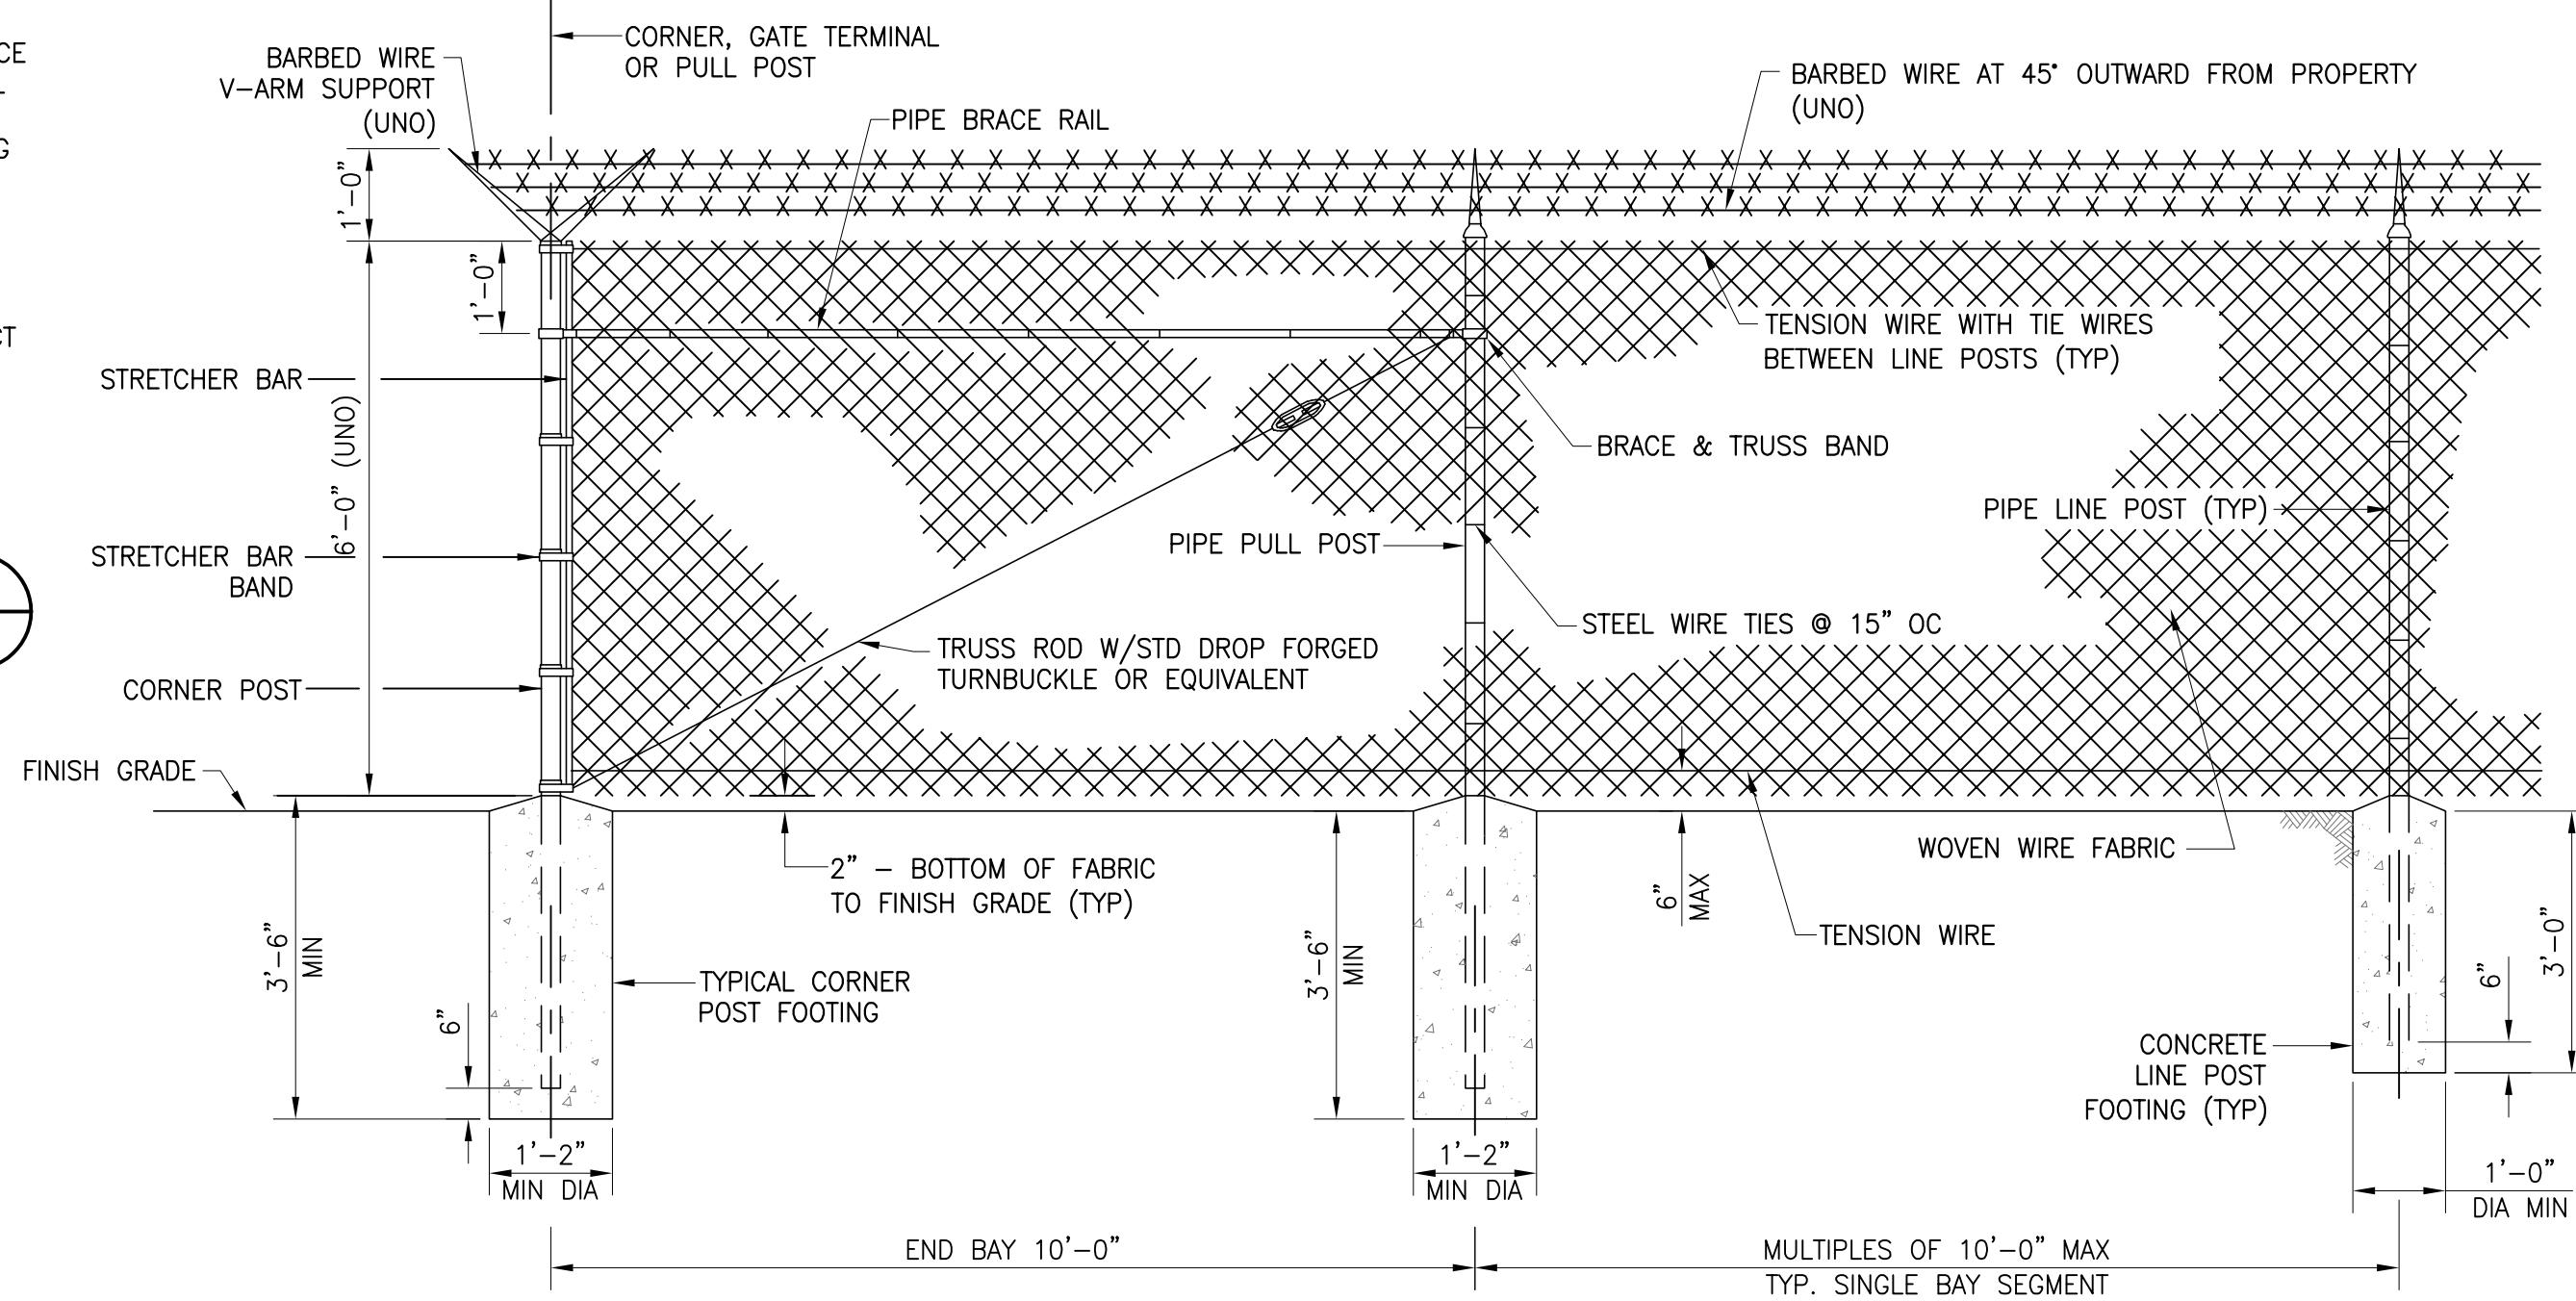 CORNER, GATE TERMINAL
OR PULL POST
BARBED WIRE
V-ARM SUPPORT
(UNO)
PIPE BRACE RAIL
BARBED WIRE AT 45° OUTWARD FROM PROPERTY
(UNO)
1'-0"
1'-0"
6'-0" (UNO)
TENSION WIRE WITH TIE WIRES
BETWEEN LINE POSTS (TYP)
STRETCHER BAR
BRACE & TRUSS BAND
PIPE LINE POST (TYP)
PIPE PULL POST
STRETCHER BAR
BAND
STEEL WIRE TIES @ 15" OC
TRUSS ROD W/STD DROP FORGED
TURNBUCKLE OR EQUIVALENT
CORNER POST
FINISH GRADE
2" - BOTTOM OF FABRIC
TO FINISH GRADE (TYP)
WOVEN WIRE FABRIC
6"
MAX
TENSION WIRE
3'-6"
MIN
3'-6"
MIN
3'-0"
6"
6"
TYPICAL CORNER
POST FOOTING
CONCRETE
LINE POST
FOOTING (TYP)
1'-2"
MIN DIA
1'-2"
MIN DIA
1'-0"
DIA MIN
END BAY 10'-0"
MULTIPLES OF 10'-0" MAX
TYP. SINGLE BAY SEGMENT